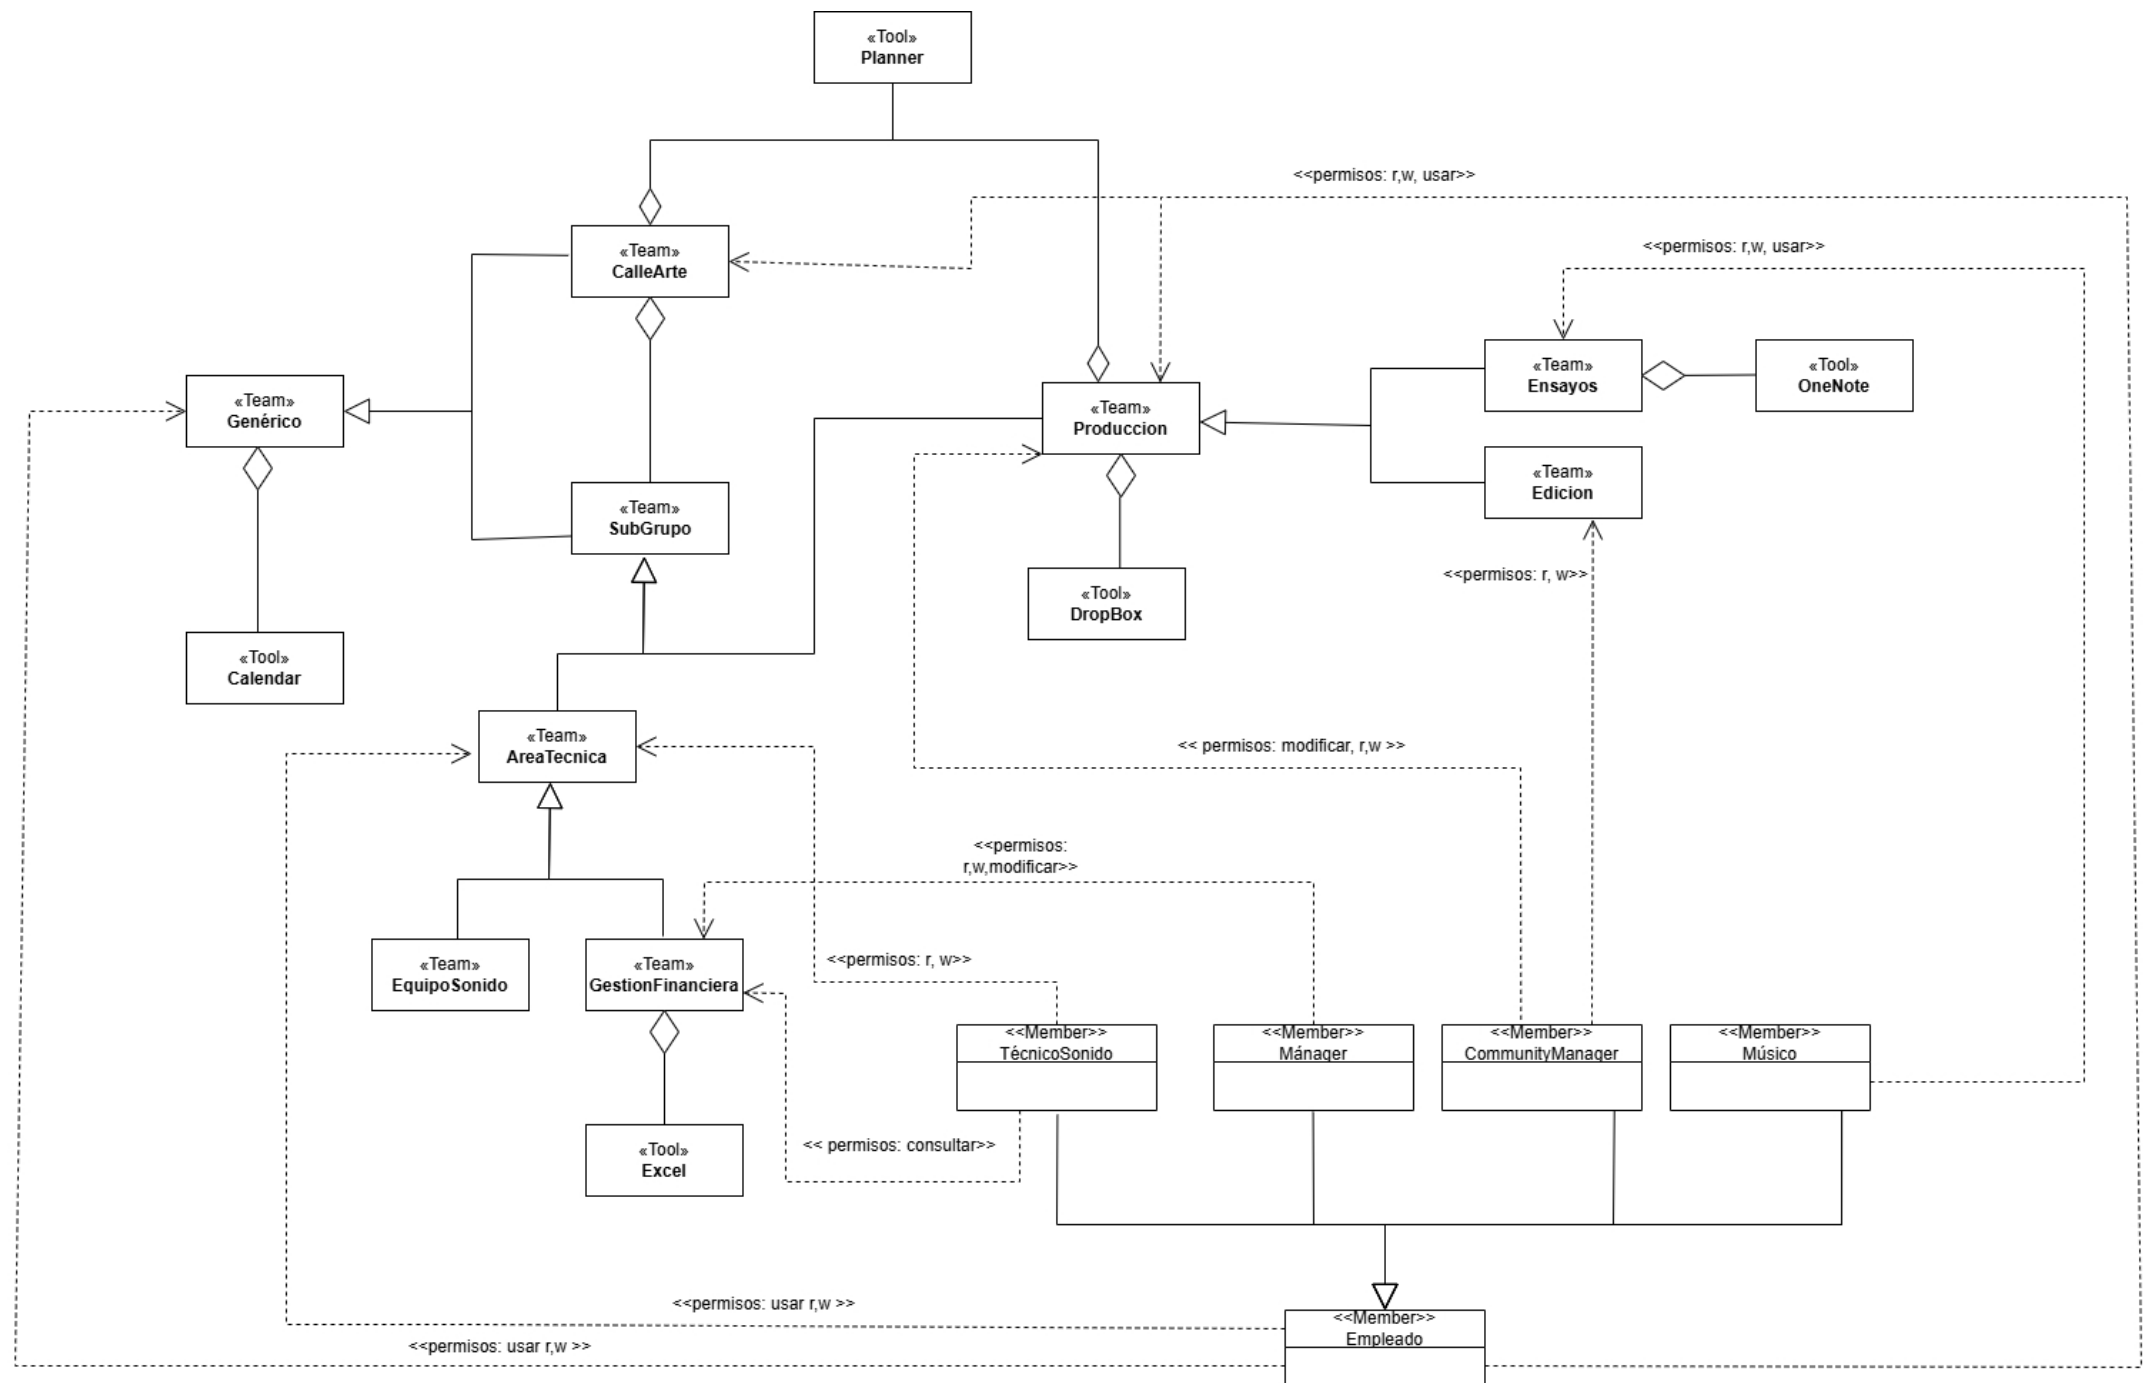 «Tool»
Planner
<<permisos: r,w, usar>>
«Team»
CalleArte
<<permisos: r,w, usar>>
«Team»
Ensayos
«Tool»
OneNote
«Team»
Genérico
«Team»
Produccion
«Team»
Edicion
«Team»
SubGrupo
<<permisos: r, w>>
«Tool»
DropBox
«Tool»
Calendar
«Team»
AreaTecnica
<< permisos: modificar, r,w >>
<<permisos:
r,w,modificar>>
<<permisos: r, w>>
«Team»
EquipoSonido
«Team»
GestionFinanciera
<<Member>>
TécnicoSonido
<<Member>>
Mánager
<<Member>>
CommunityManager
<<Member>>
Músico
<< permisos: consultar>>
«Tool»
Excel
<<permisos: usar r,w >>
<<Member>>
Empleado
<<permisos: usar r,w >>